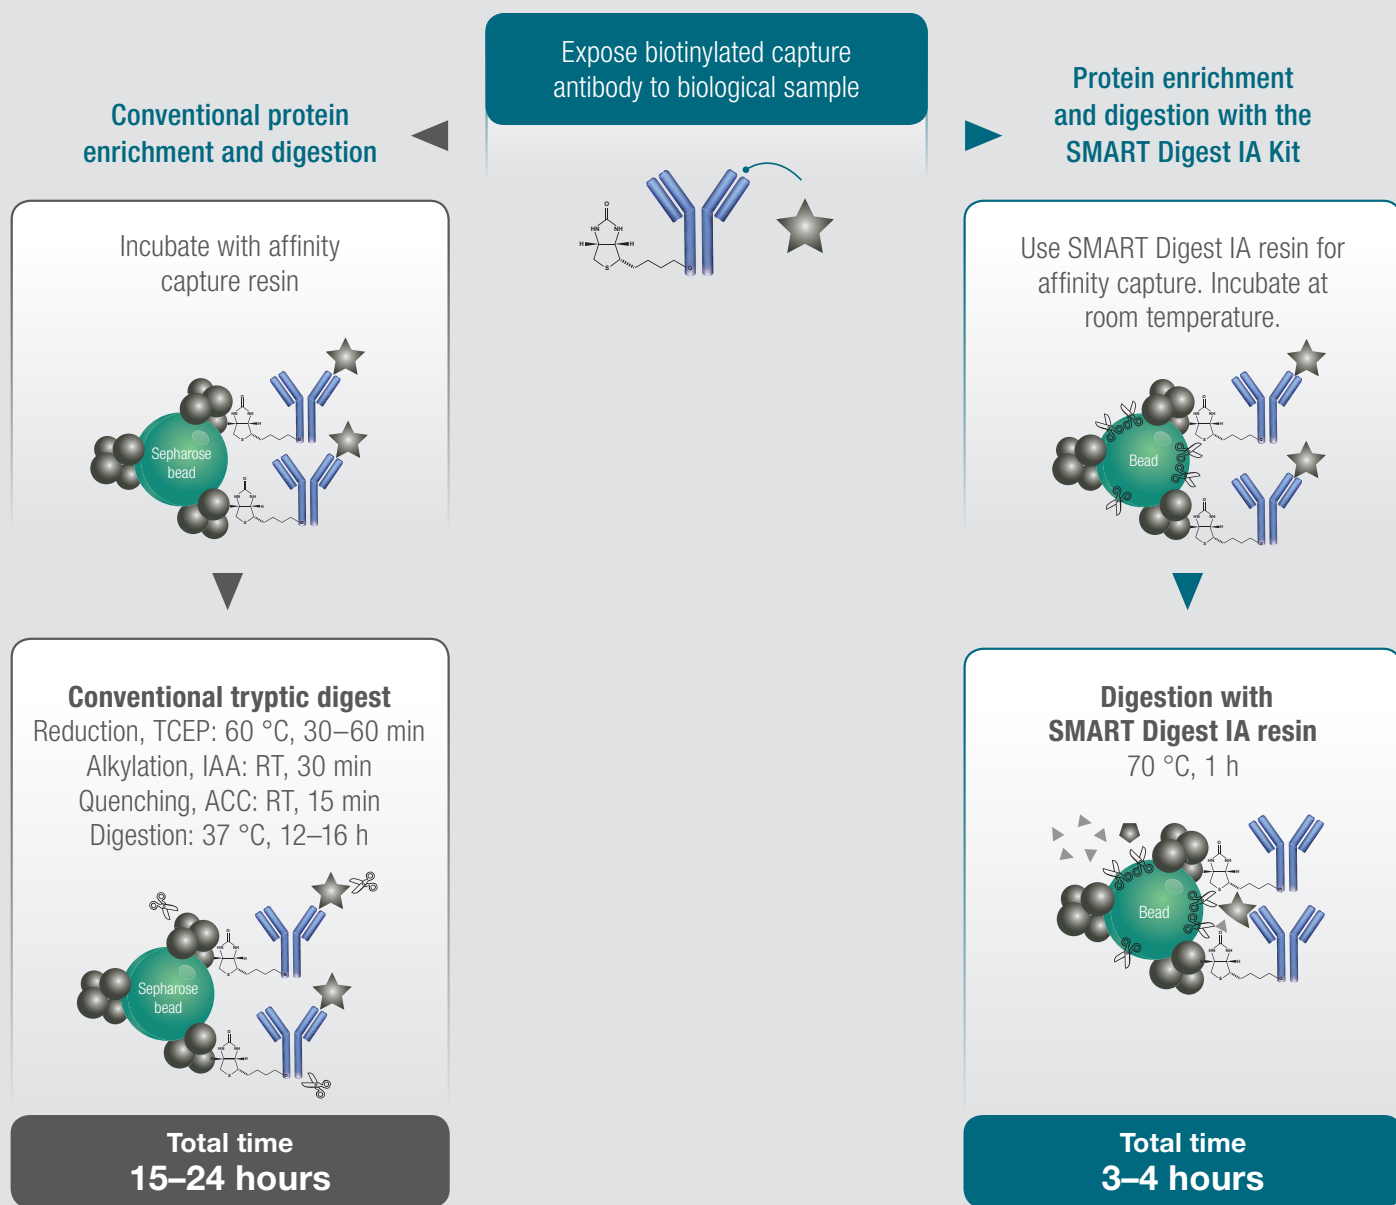 Expose biotinylated capture
antibody to biological sample
Conventional protein
enrichment and digestion
Protein enrichment
and digestion with the
SMART Digest IA Kit
O
HN NH
H H
S
O
Incubate with affinity
capture resin
Sepharose
bead
Use SMART Digest IA resin for
affinity capture. Incubate at
room temperature.
Bead
Conventional tryptic digest
Reduction, TCEP: 60 °C, 30–60 min
Alkylation, IAA: RT, 30 min
Quenching, ACC: RT, 15 min
Digestion: 37 °C, 12–16 h
Sepharose
bead
Total time
15–24 hours
Digestion with
SMART Digest IA resin
70 °C, 1 h
Bead
Total time
3–4 hours